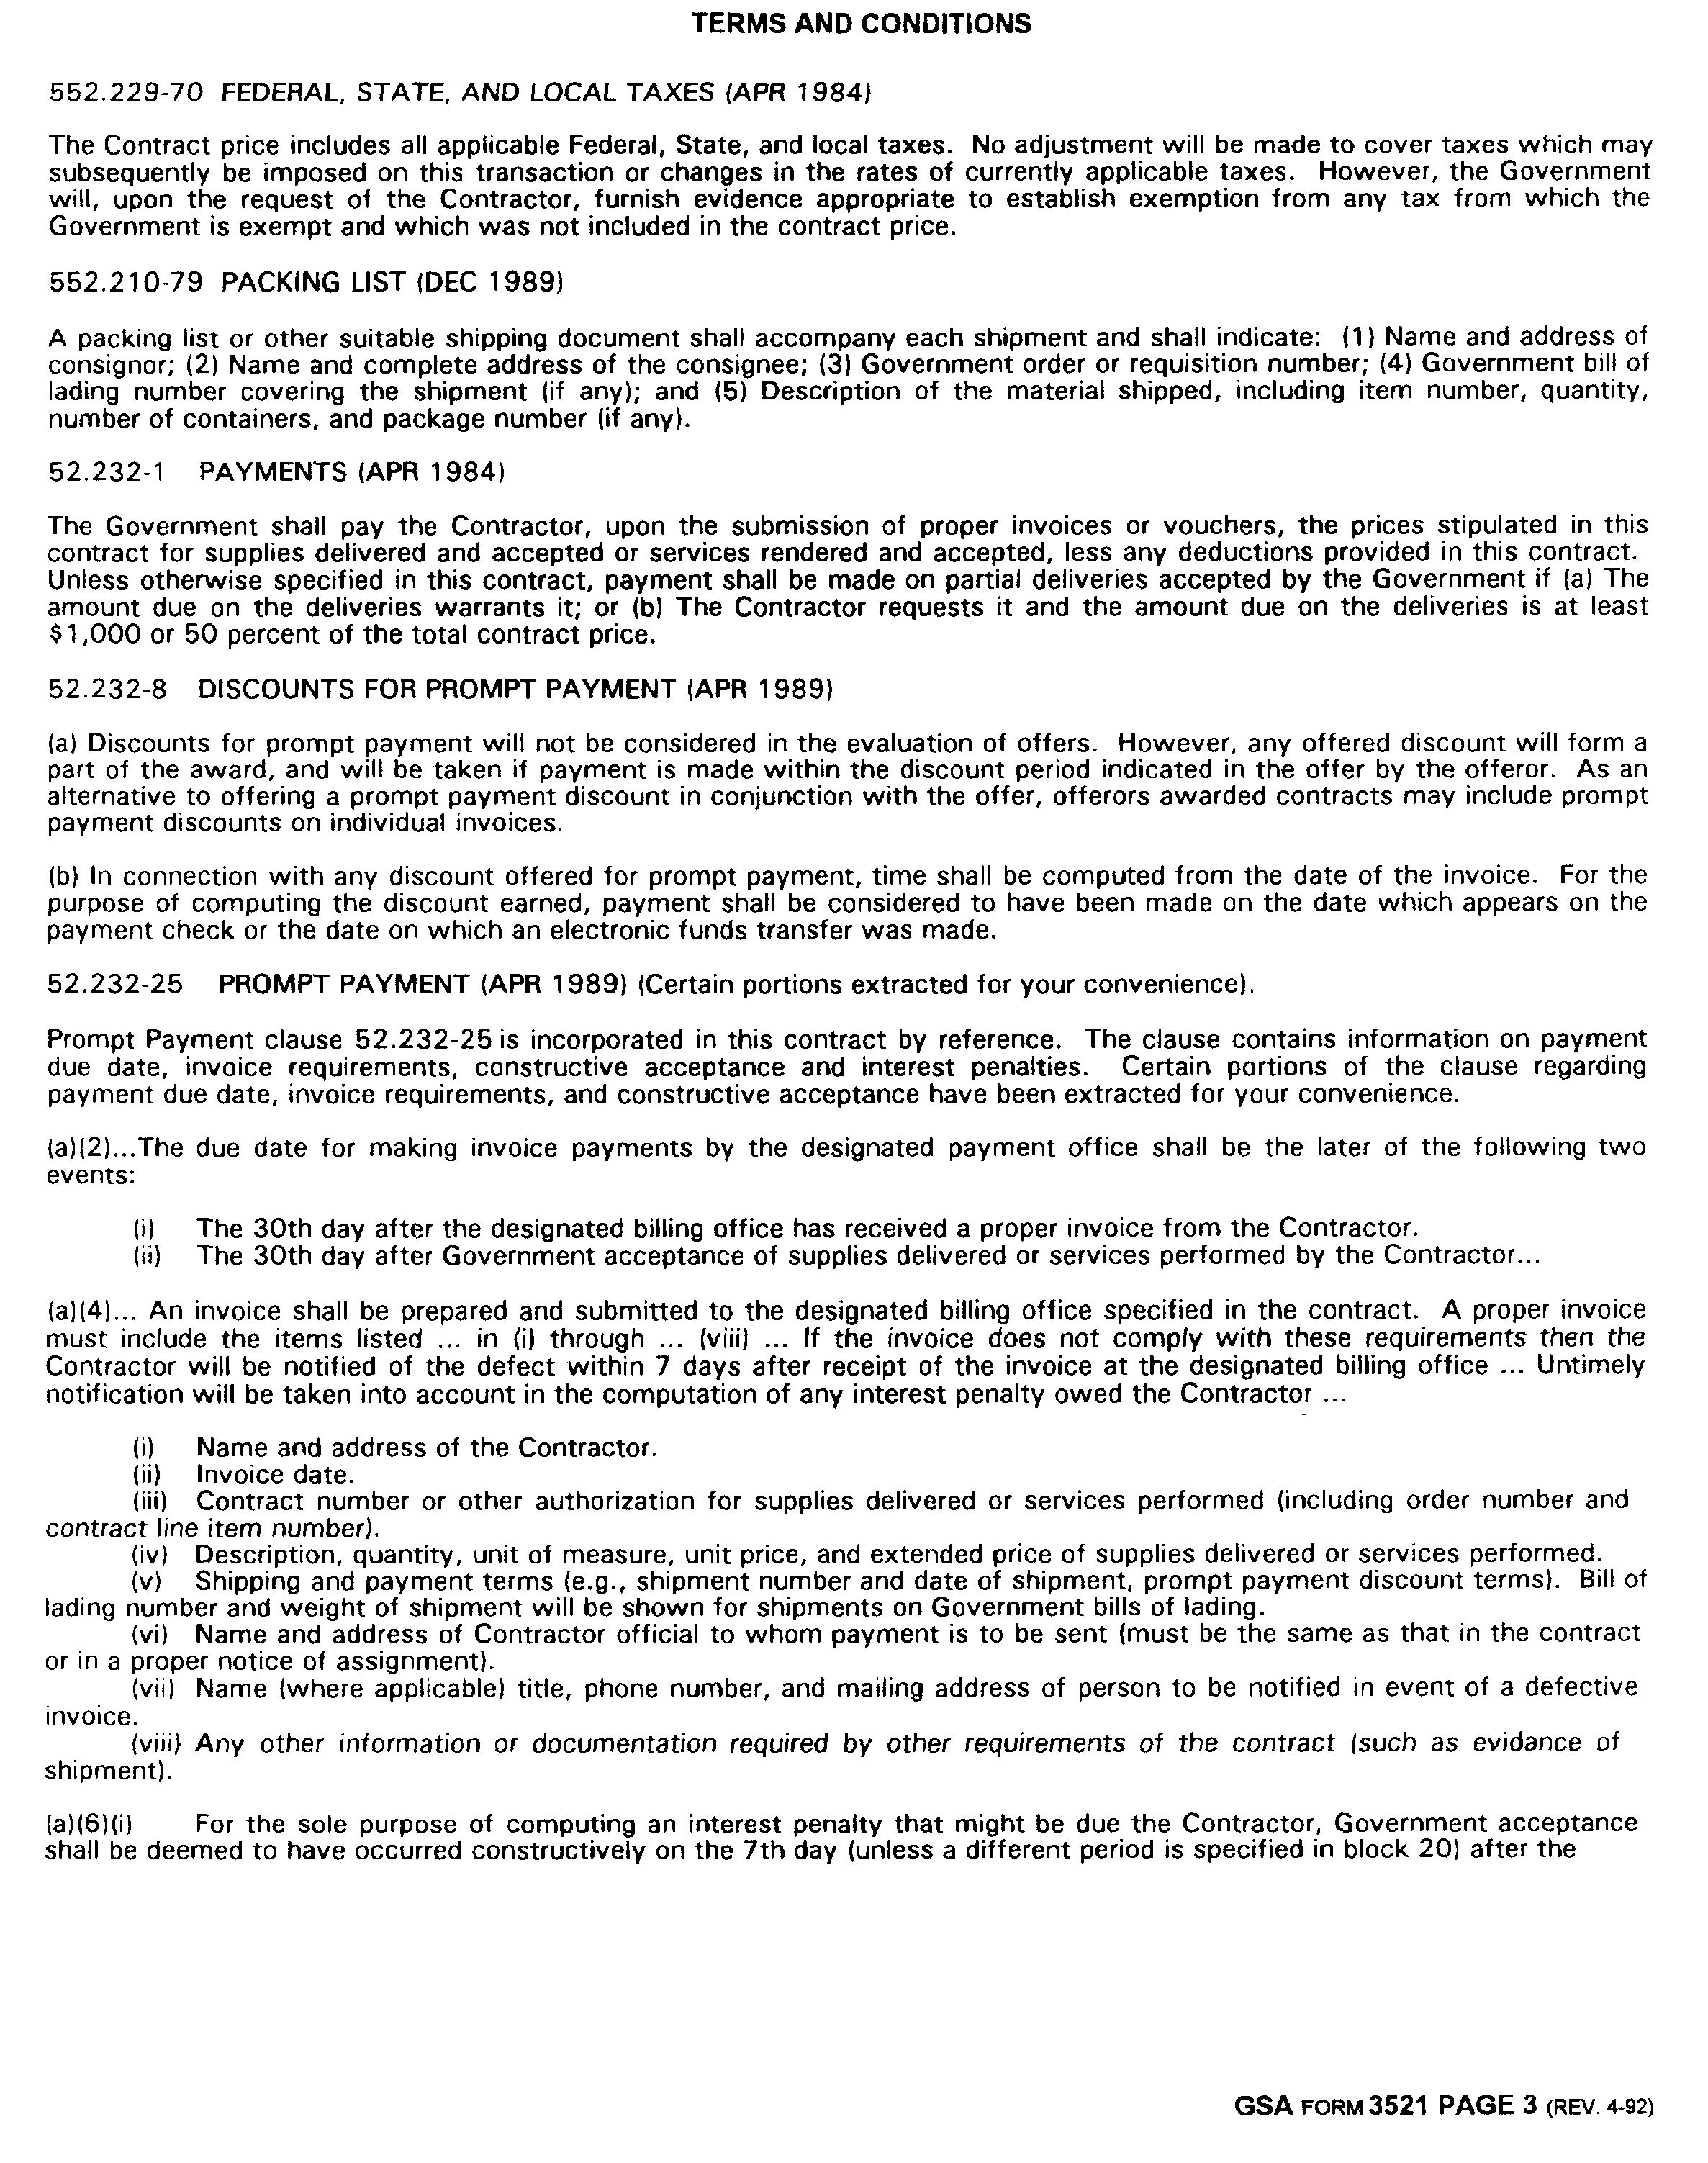 TERMS AND CONDITIONS
552.229-70 FEDERAL, STATE, AND LOCAL TAXES (APR 1984)
The Contract price includes all applicable Federal, State, and local taxes. No adjustment will be made to cover taxes which may
subsequently be imposed on this transaction or changes in the rates of currently applicable taxes. However, the Government
will, upon the request of the Contractor, furnish evidence appropriate to establish exemption from any tax from which the
Government is exempt and which was not included in the contract price.
552.210-79 PACKING LIST (DEC 1989)
A packing list or other suitable shipping document shall accompany each shipment and shall indicate: (1) Name and address of
consignor; (2) Name and complete address of the consignee; (3) Government order or requisition number; (4) Government bill of
lading number covering the shipment (if any); and (5) Description of the material shipped, including item number, quantity,
number of containers, and package number (if any).
52.232-1 PAYMENTS (APR 1984)
The Government shall pay the Contractor, upon the submission of proper invoices or vouchers, the prices stipulated in this
contract for supplies delivered and accepted or services rendered and accepted, less any deductions provided in this contract.
Unless otherwise specified in this contract, payment shall be made on partial deliveries accepted by the Government if (a) The
amount due on the deliveries warrants it; or (b) The Contractor requests it and the amount due on the deliveries is at least
$1,000 or 50 percent of the total contract price.
52.232-8 DISCOUNTS FOR PROMPT PAYMENT (APR 1989)
(a) Discounts for prompt payment will not be considered in the evaluation of offers. However, any offered discount will form a
part of the award, and will be taken if payment is made within the discount period indicated in the offer by the offeror. As an
alternative to offering a prompt payment discount in conjunction with the offer, offerors awarded contracts may include prompt
payment discounts on individual invoices.
(b) In connection with any discount offered for prompt payment, time shall be computed from the date of the invoice. For the
purpose of computing the discount earned, payment shall be considered to have been made on the date which appears on the
payment check or the date on which an electronic funds transfer was made.
52.232-25 PROMPT PAYMENT (APR 1989) (Certain portions extracted for your convenience).
Prompt Payment clause 52.232-25 is incorporated in this contract by reference. The clause contains information on payment
due date, invoice requirements, constructive acceptance and interest penalties. Certain portions of the clause regarding
payment due date, invoice requirements, and constructive acceptance have been extracted for your convenience.
(a)(2)...The due date for making invoice payments by the designated payment office shall be the later of the following two
events:
(i) The 30th day after the designated billing office has received a proper invoice from the Contractor.
(ii) The 30th day after Government acceptance of supplies delivered or services performed by the Contractor...
(a)(4)... An invoice shall be prepared and submitted to the designated billing office specified in the contract. A proper invoice
must include the items listed ... in (i) through ... (viii) ... If the invoice does not comply with these requirements then the
Contractor will be notified of the defect within 7 days after receipt of the invoice at the designated billing office ... Untimely
notification will be taken into account in the computation of any interest penalty owed the Contractor ...
(i) Name and address of the Contractor.
(ii) Invoice date.
(iii) Contract number or other authorization for supplies delivered or services performed (including order number and
contract line item number).
(iv) Description, quantity, unit of measure, unit price, and extended price of supplies delivered or services performed.
(v) Shipping and payment terms (e.g., shipment number and date of shipment, prompt payment discount terms). Bill of
lading number and weight of shipment will be shown for shipments on Government bills of lading.
(vi) Name and address of Contractor official to whom payment is to be sent (must be the same as that in the contract
or in a proper notice of assignment).
(vii) Name (where applicable) title, phone number, and mailing address of person to be notified in event of a defective
invoice.
(viii) Any other information or documentation required by other requirements of the contract (such as evidance of
shipment).
(a)(6)(i) For the sole purpose of computing an interest penalty that might be due the Contractor, Government acceptance
shall be deemed to have occurred constructively on the 7th day (unless a different period is specified in block 20) after the
GSA FORM 3521 PAGE 3 (REV. 4-92)